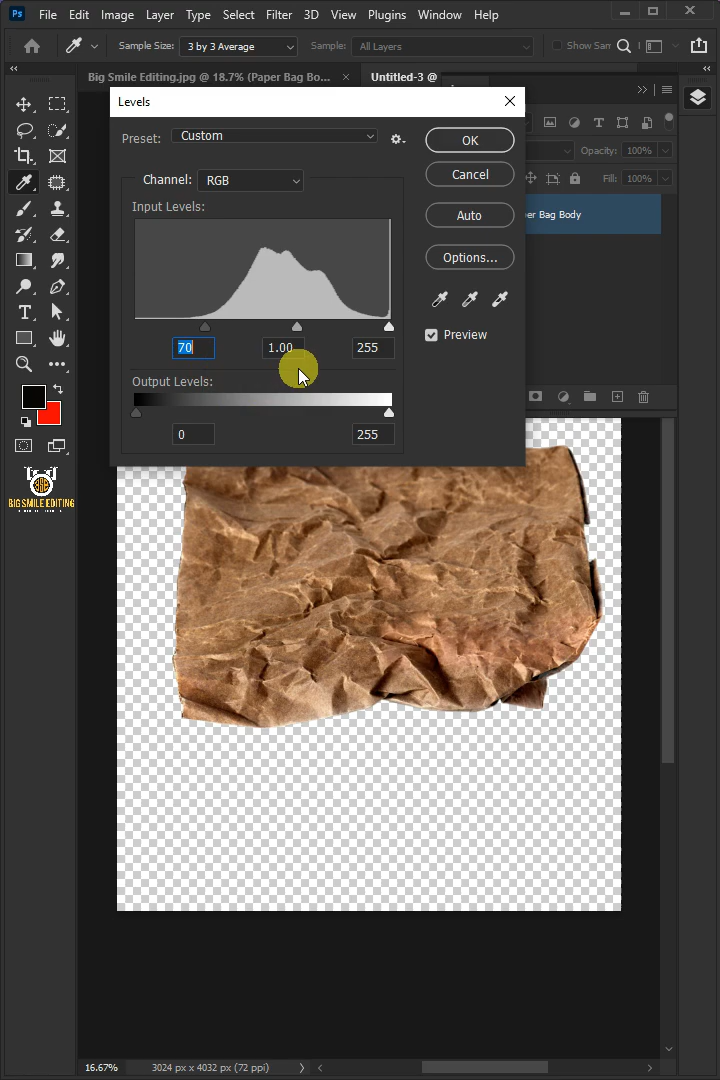 Ps File Edit Image Layer Type Select Filter 3D View Plugins Window Help
Sample Size: 3 by 3 Average Sample: All Layers Show Sam
Big Smile Editing.jpg @ 18.7% (Paper Bag Bo... × Untitled-3 @
Levels
Preset: Custom
OK
Opacity: 100%
Channel: RGB
Cancel
Fill: 100%
Input Levels:
Auto
er Bag Body
Options...
Preview
70 1.00 255
Output Levels:
0 255
T
BIG SMILE EDITING
16.67% 3024 px x 4032 px (72 ppi)